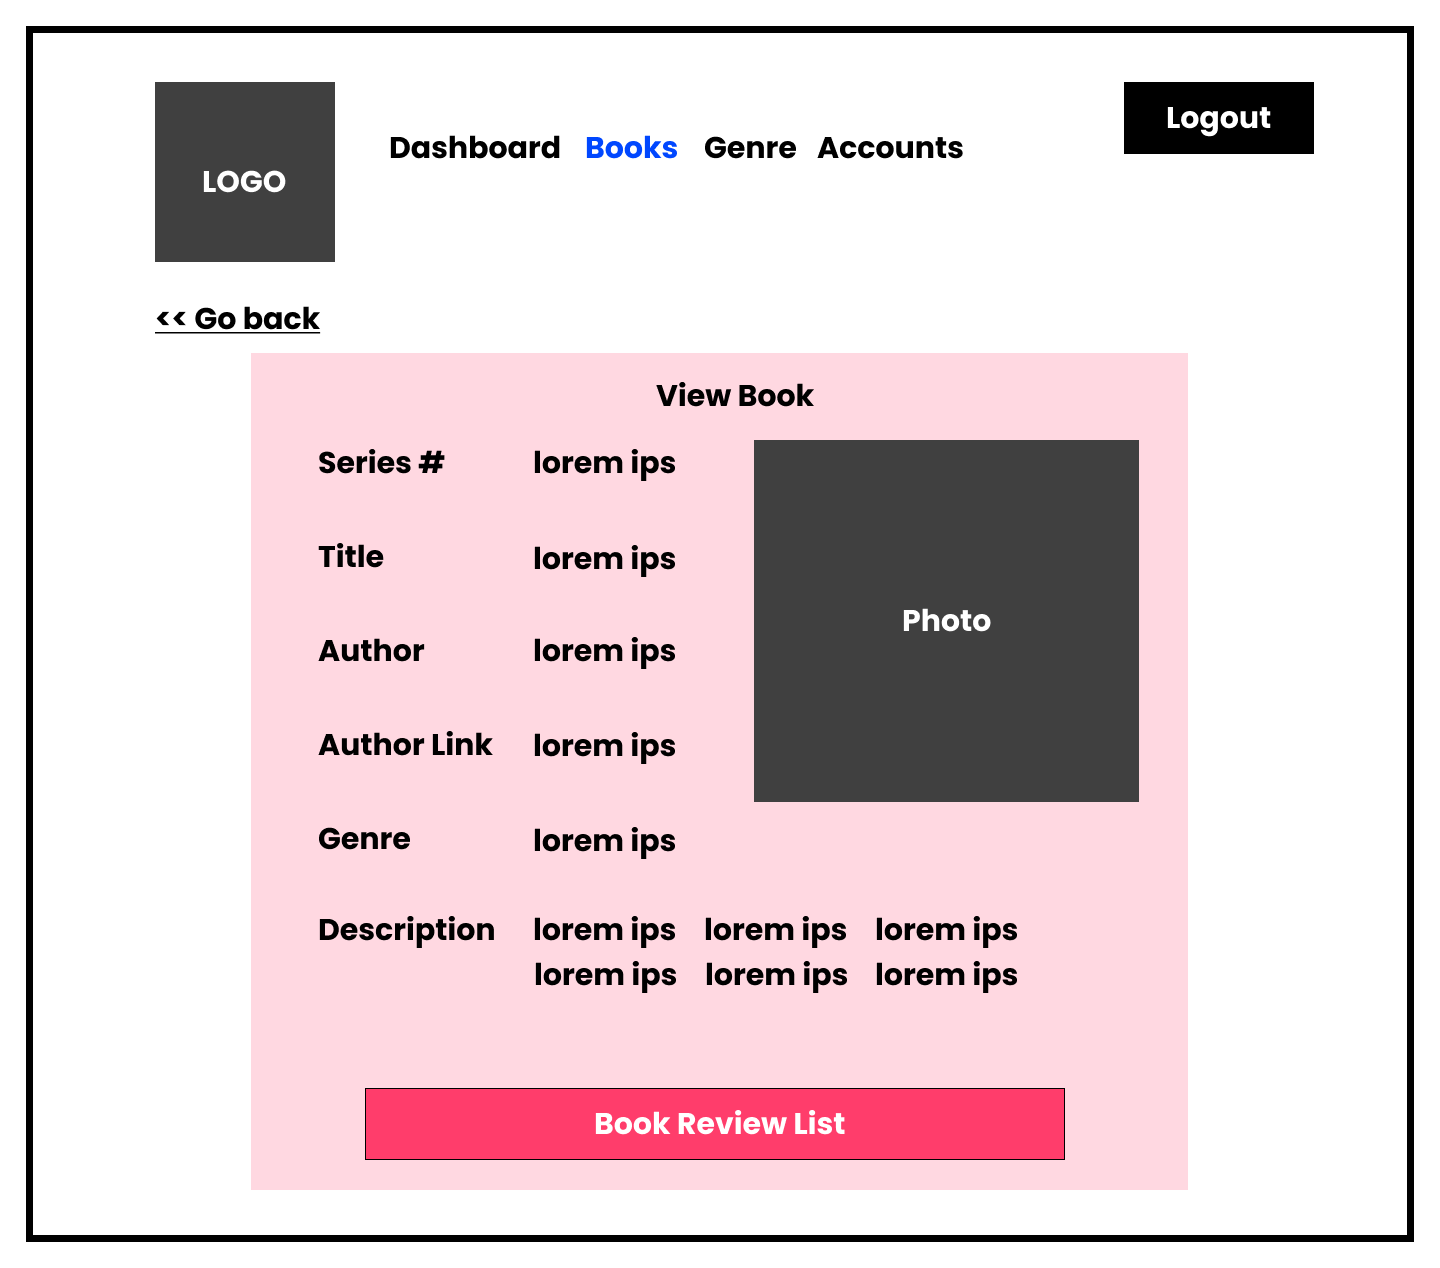 LOGO
Dashboard Books Genre Accounts
Logout
<< Go back
View Book
Series # lorem ips
Title lorem ips
Author lorem ips
Author Link lorem ips
Genre lorem ips
Photo
Description lorem ips lorem ips lorem ips
lorem ips lorem ips lorem ips
Book Review List